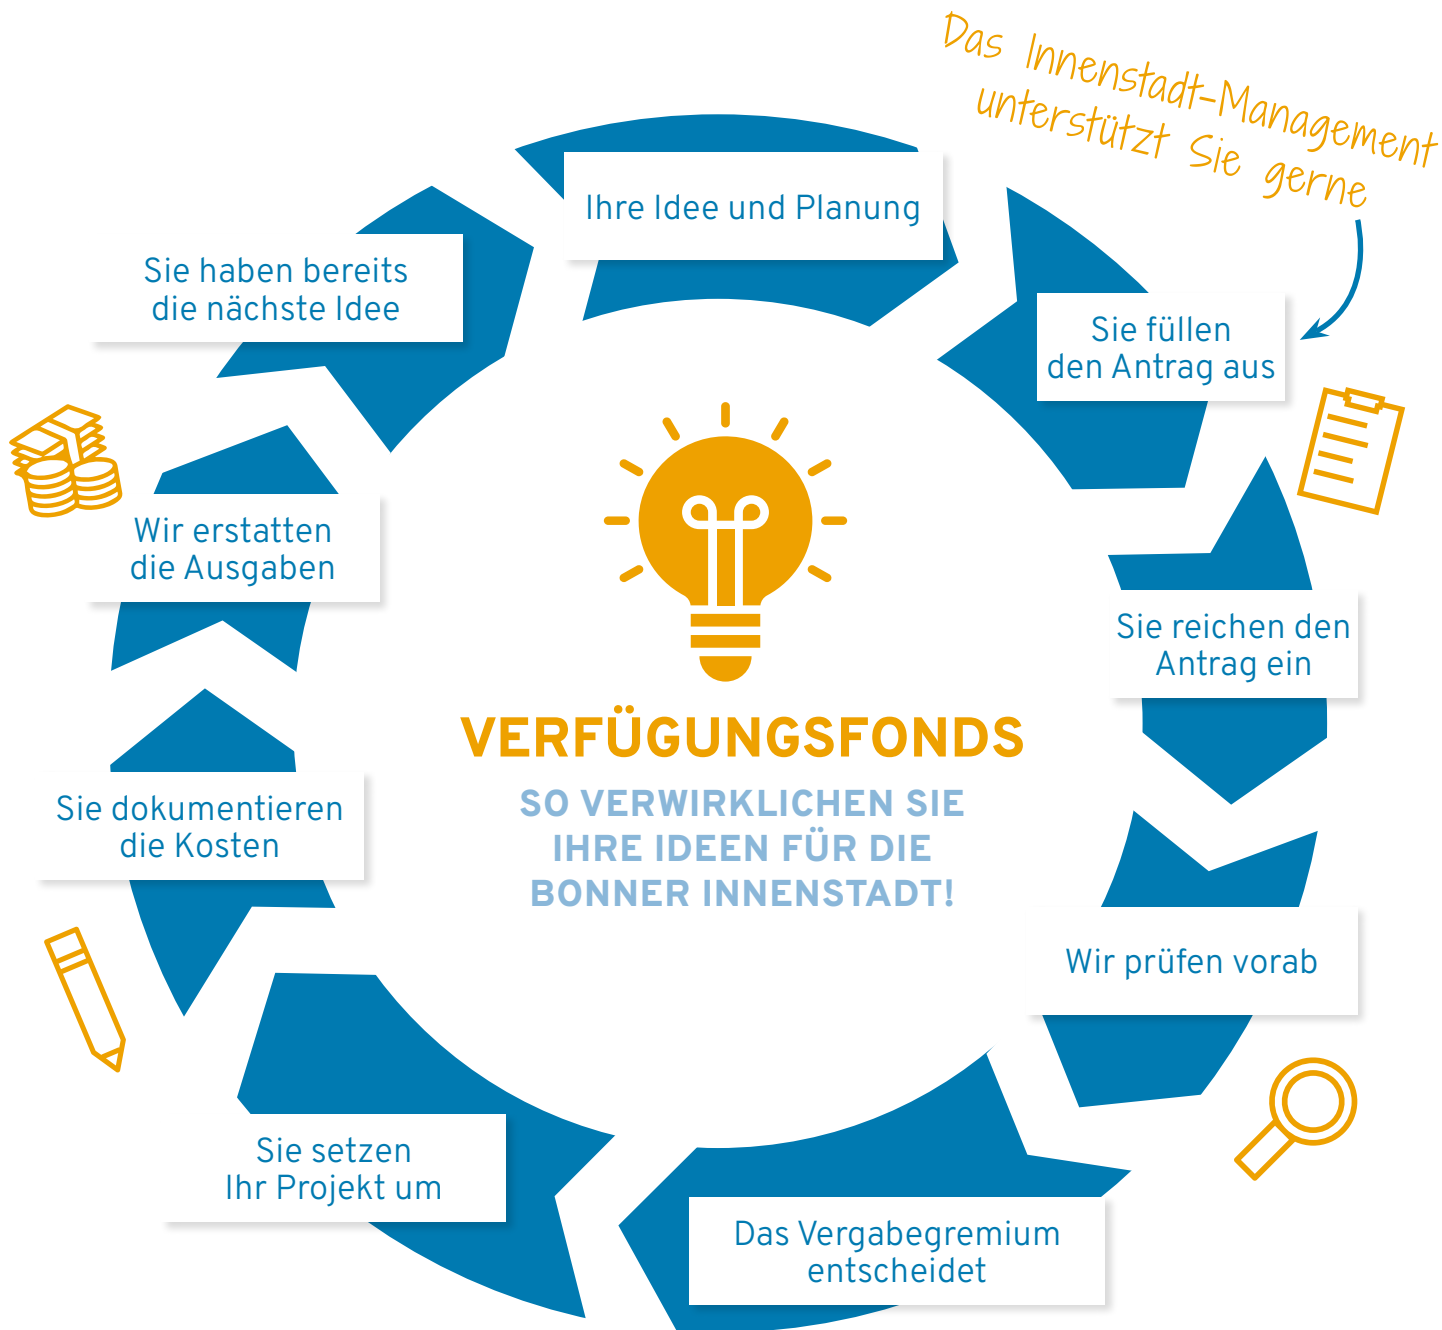 Das Innenstadt-Management
unterstützt Sie gerne
Ihre Idee und Planung
Sie füllen
den Antrag aus
Sie reichen den
Antrag ein
Wir prüfen vorab
Das Vergabegremium
entscheidet
Sie setzen
Ihr Projekt um
Sie dokumentieren
die Kosten
Wir erstatten
die Ausgaben
Sie haben bereits
die nächste Idee
VERFÜGUNGSFONDS
SO VERWIRKLICHEN SIE
IHRE IDEEN FÜR DIE
BONNER INNENSTADT!